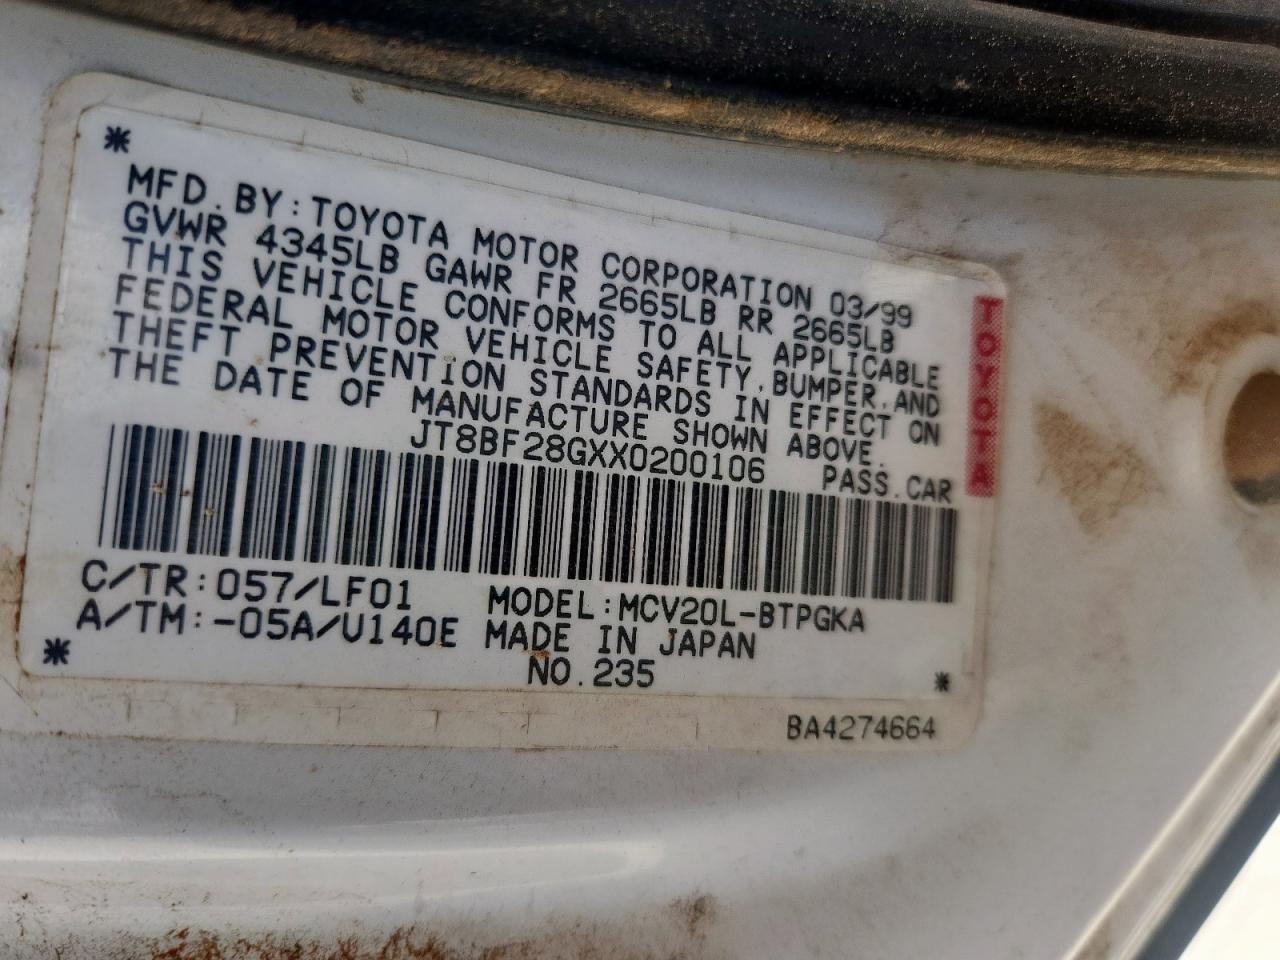 MFD.BY:TOYOTA MOTOR CORPORATION 03/99
GVWR 4345LB GAWR FR 2665LB RR 2665LB
THIS VEHICLE CONFORMS TO ALL APPLICABLE
FEDERAL MOTOR VEHICLE SAFETY,BUMPER,AND
THEFT PREVENTION STANDARDS IN EFFECT ON
THE DATE OF MANUFACTURE SHOWN ABOVE.
JT8BF28GXX0200106 PASS.CAR
TOYOTA
C/TR:057/LF01 MODEL:MCV20L-BTPGKA
A/TM:-05A/U140E MADE IN JAPAN
NO.235
BA4274664